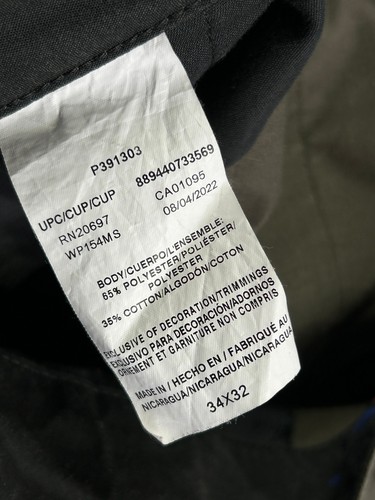 P391303
UPC/CUP/CUP 889440733569
RN20697 CA01095
WP154MS 08/04/2022
BODY/CUERPO/L'ENSEMBLE:
65% POLYESTER/POLIÉSTER/
POLYESTER
35% COTTON/ALGODÓN/COTON
EXCLUSIVE OF DECORATION/TRIMMINGS
EXCLUSIVO PARA DECORACIÓN/ADORNOS
ORNEMENT ET GARNITURE NON COMPRIS
MADE IN / HECHO EN / FABRIQUÉ AU
NICARAGUA/NICARAGUA/NICARAGUA
34X32